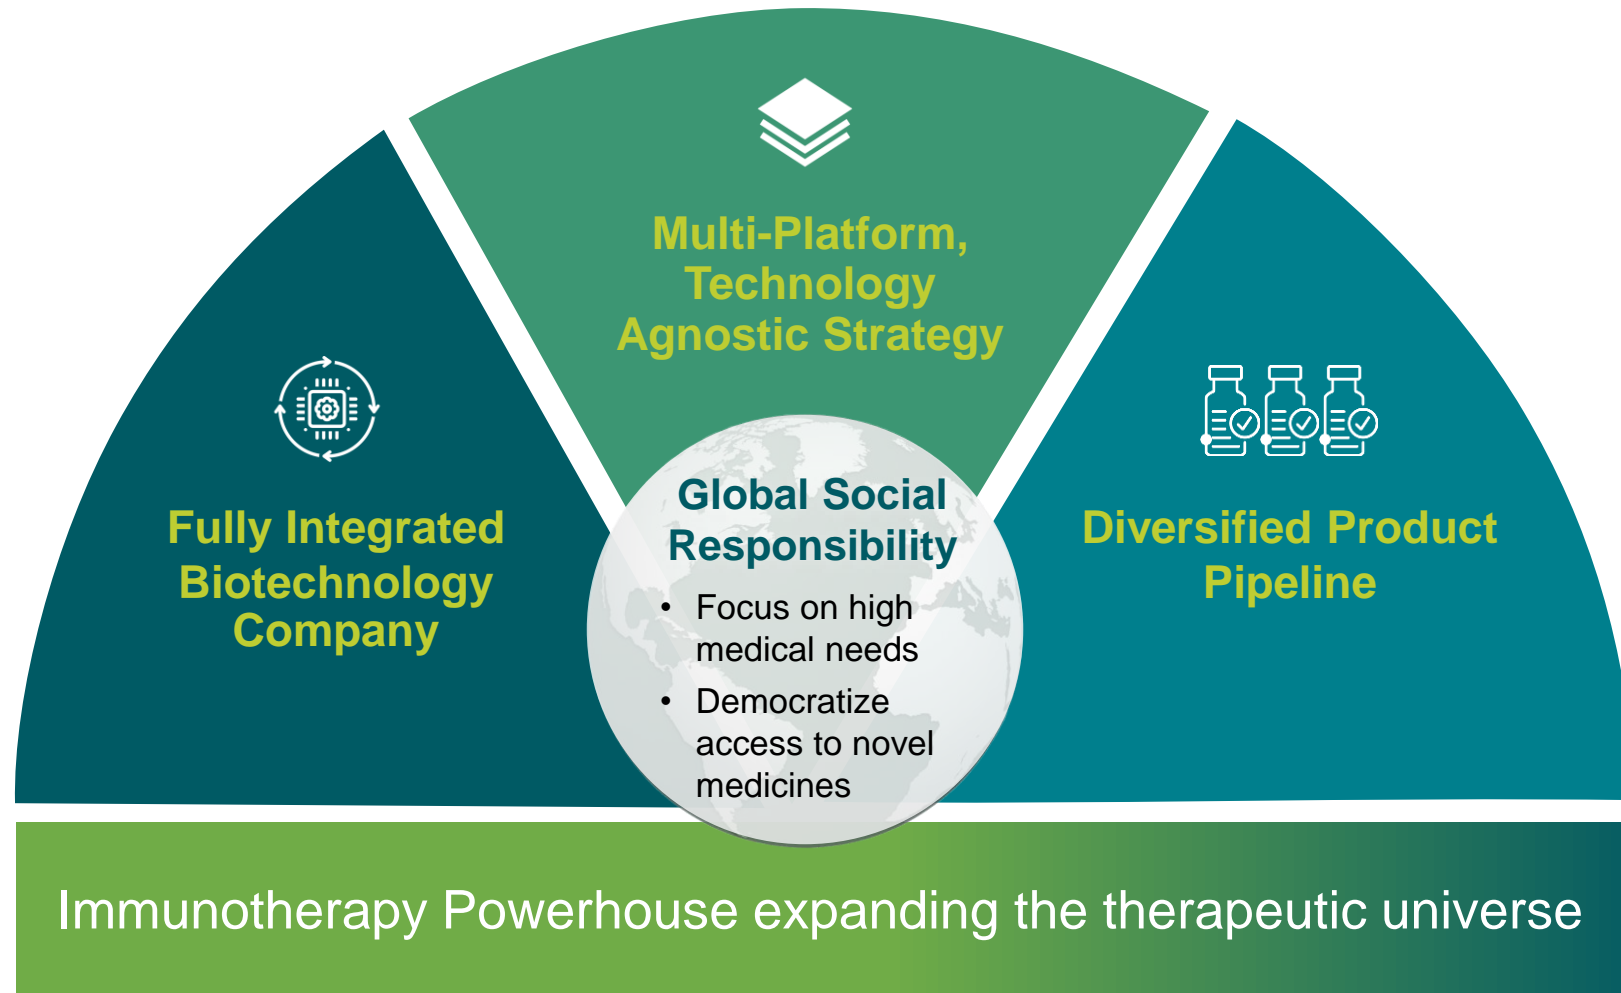 Multi-Platform,
Technology
Agnostic Strategy
Fully Integrated
Biotechnology
Company
Global Social
Responsibility
• Focus on high
medical needs
• Democratize
access to novel
medicines
Diversified Product
Pipeline
Immunotherapy Powerhouse expanding the therapeutic universe